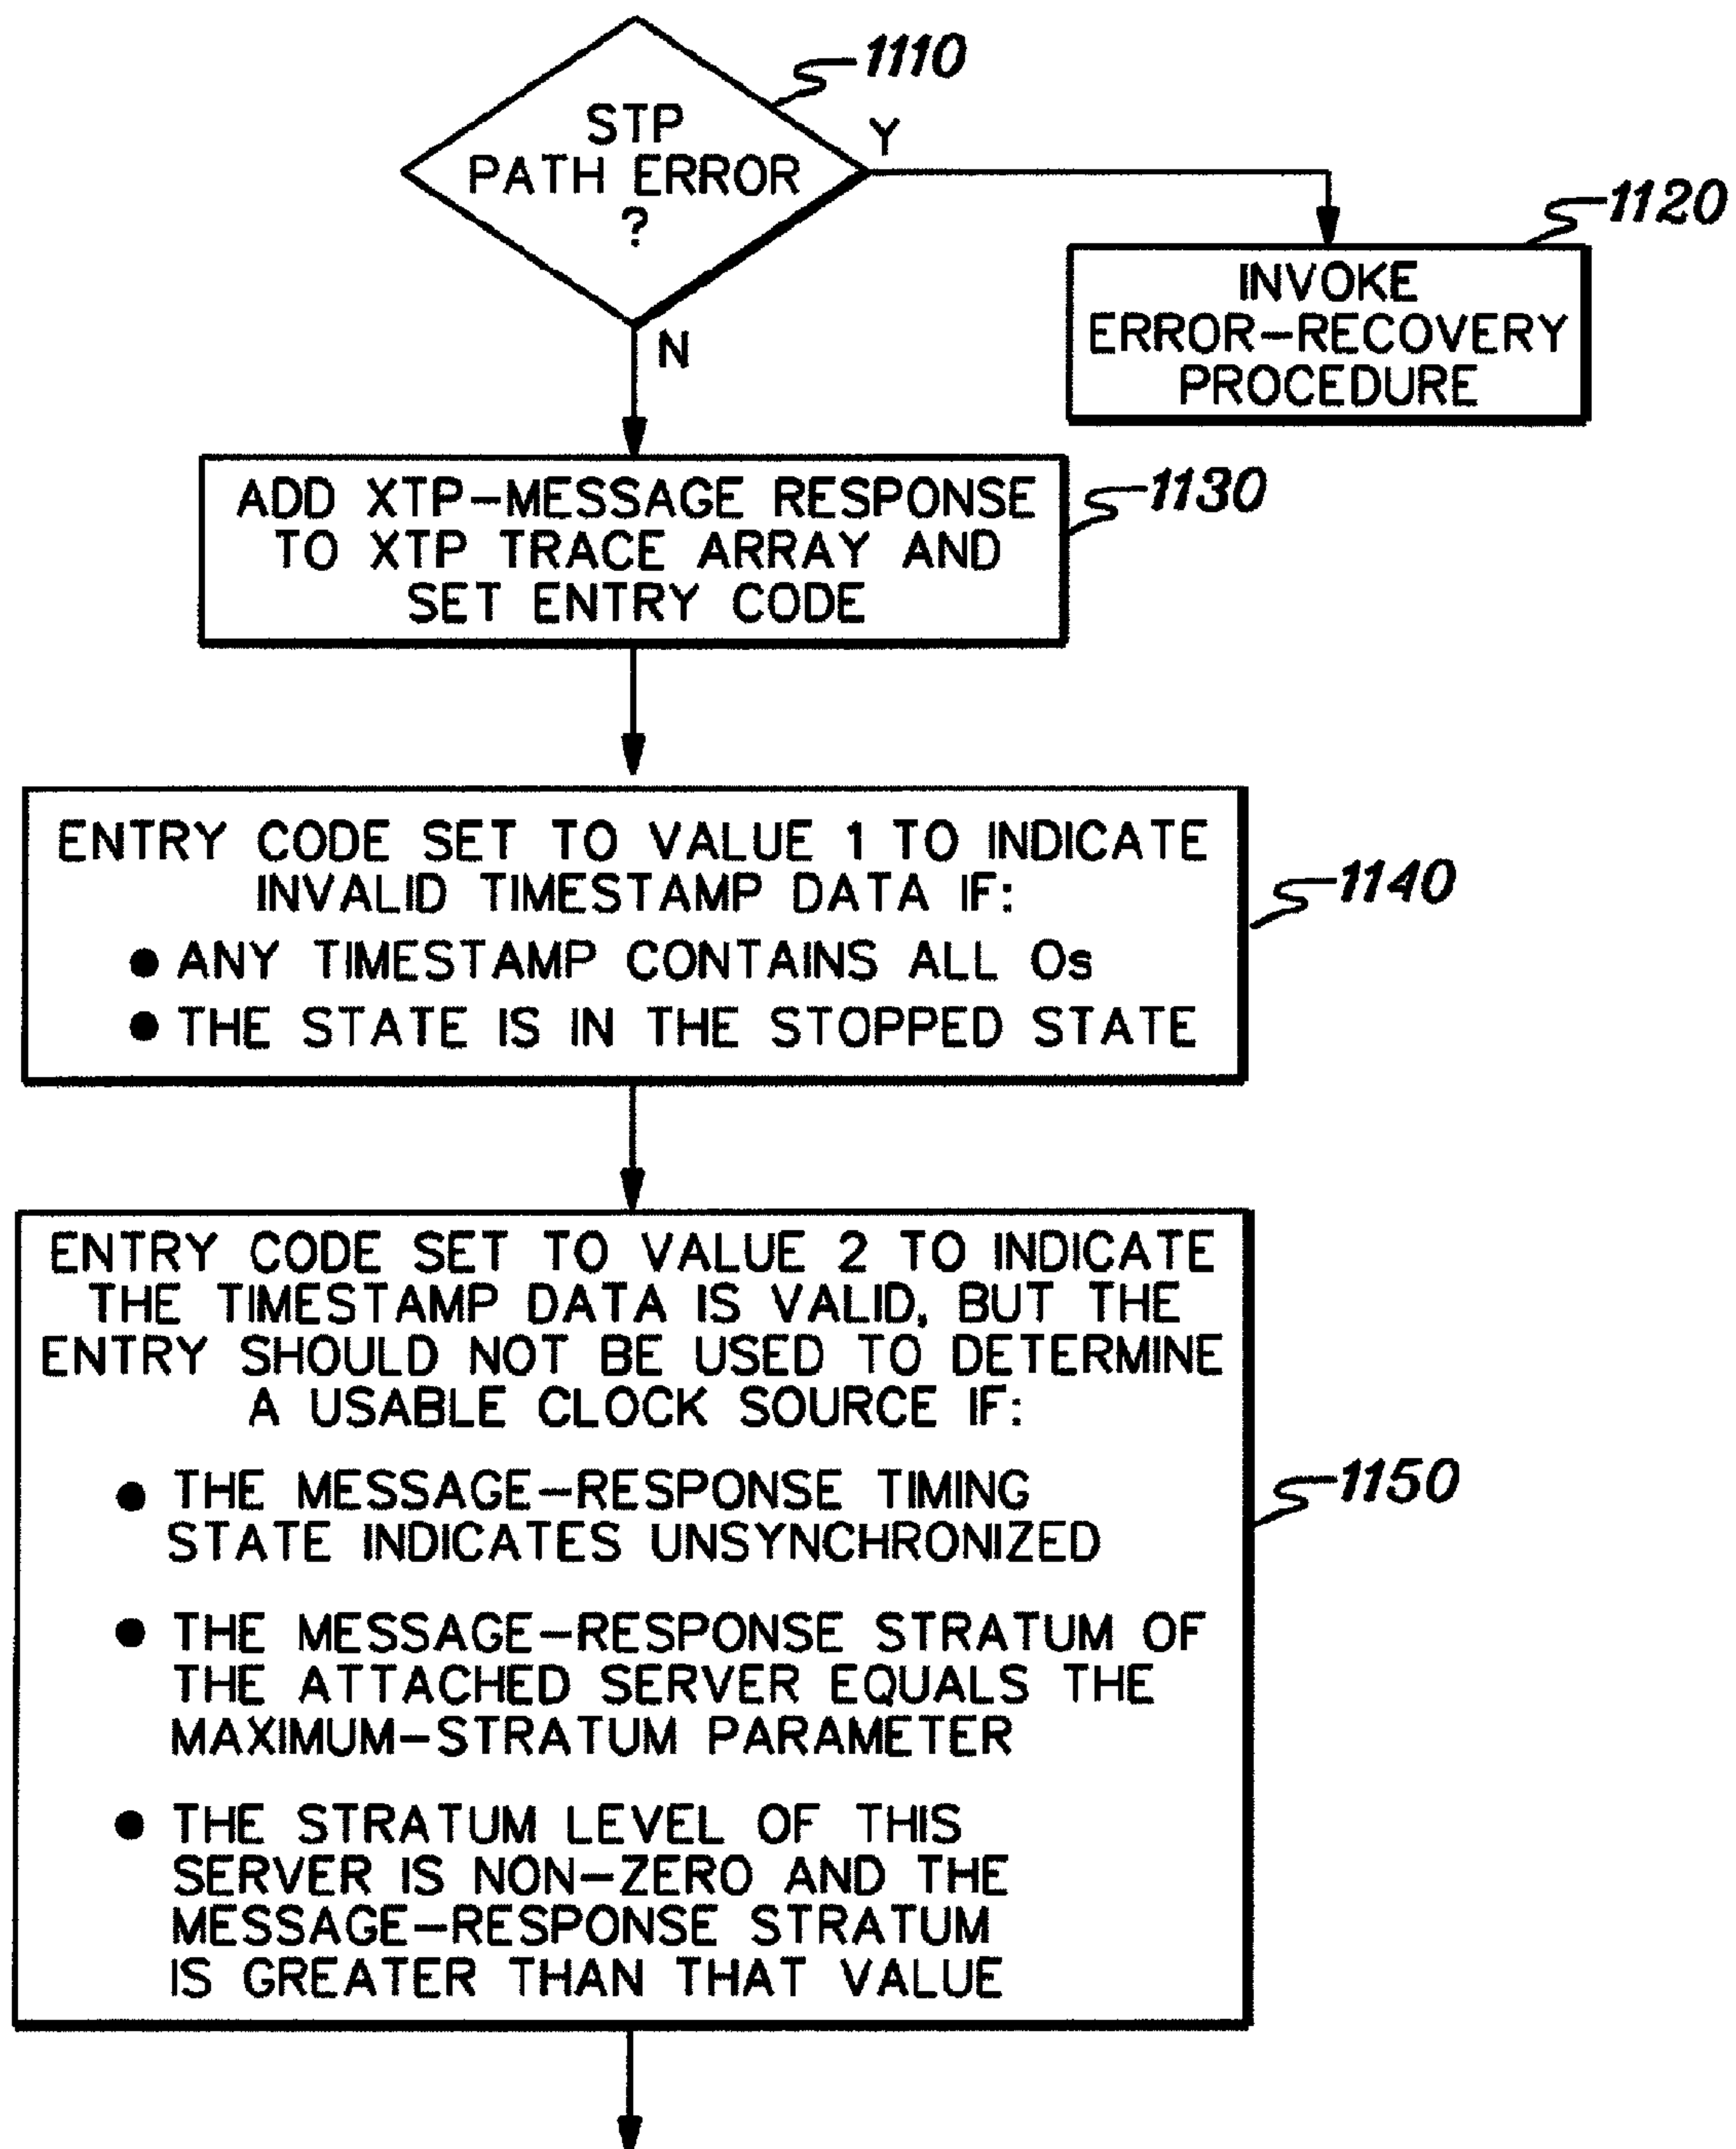 1110
STP
PATH ERROR
?
Y
N
1120
INVOKE
ERROR-RECOVERY
PROCEDURE
ADD XTP-MESSAGE RESPONSE
TO XTP TRACE ARRAY AND
SET ENTRY CODE
1130
ENTRY CODE SET TO VALUE 1 TO INDICATE
INVALID TIMESTAMP DATA IF:
● ANY TIMESTAMP CONTAINS ALL 0s
● THE STATE IS IN THE STOPPED STATE
1140
ENTRY CODE SET TO VALUE 2 TO INDICATE
THE TIMESTAMP DATA IS VALID, BUT THE
ENTRY SHOULD NOT BE USED TO DETERMINE
A USABLE CLOCK SOURCE IF:
● THE MESSAGE-RESPONSE TIMING
STATE INDICATES UNSYNCHRONIZED
● THE MESSAGE-RESPONSE STRATUM OF
THE ATTACHED SERVER EQUALS THE
MAXIMUM-STRATUM PARAMETER
● THE STRATUM LEVEL OF THIS
SERVER IS NON-ZERO AND THE
MESSAGE-RESPONSE STRATUM
IS GREATER THAN THAT VALUE
1150